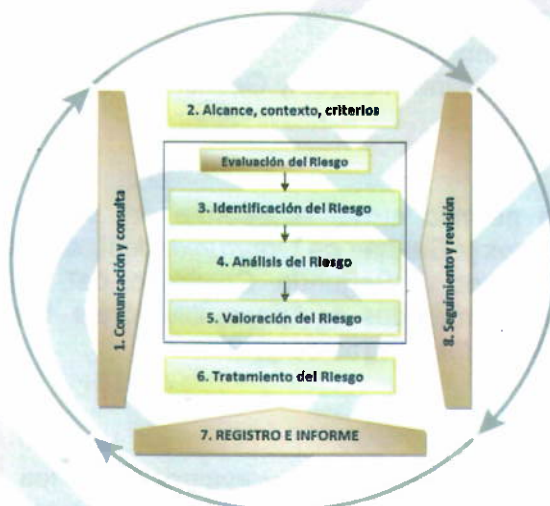 2. Alcance, contexto, criterios
Evaluación del Riesgo
3. Identificación del Riesgo
4. Análisis del Riesgo
5. Valoración del Riesgo
6. Tratamiento del Riesgo
1. Comunicación y consulta
8. Seguimiento y revisión
7. REGISTRO E INFORME